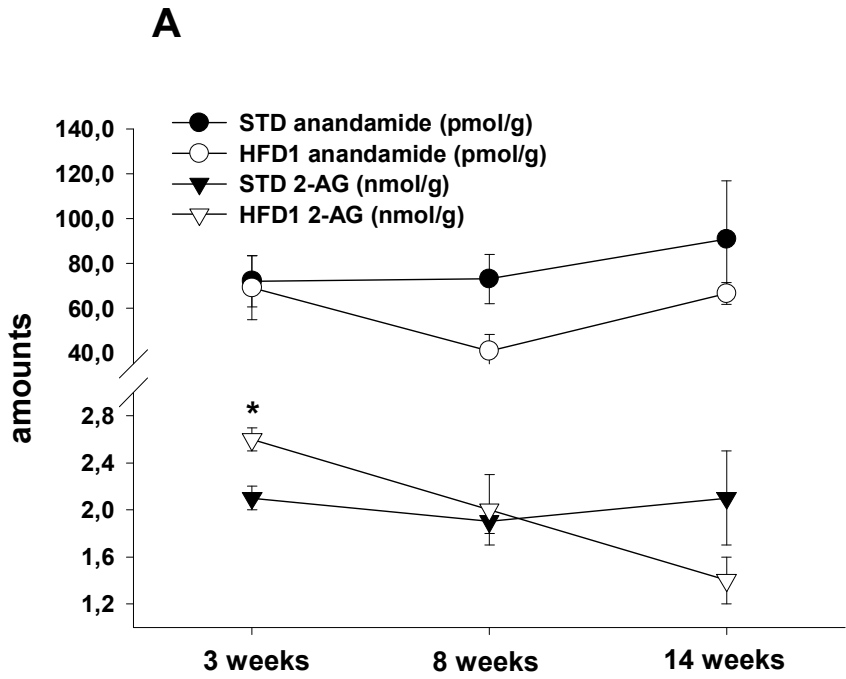 A
140,0
120,0
100,0
80,0
60,0
40,0
2,8
2,4
2,0
1,6
1,2
amounts
STD anandamide (pmol/g)
HFD1 anandamide (pmol/g)
STD 2-AG (nmol/g)
HFD1 2-AG (nmol/g)
*
3 weeks
8 weeks
14 weeks